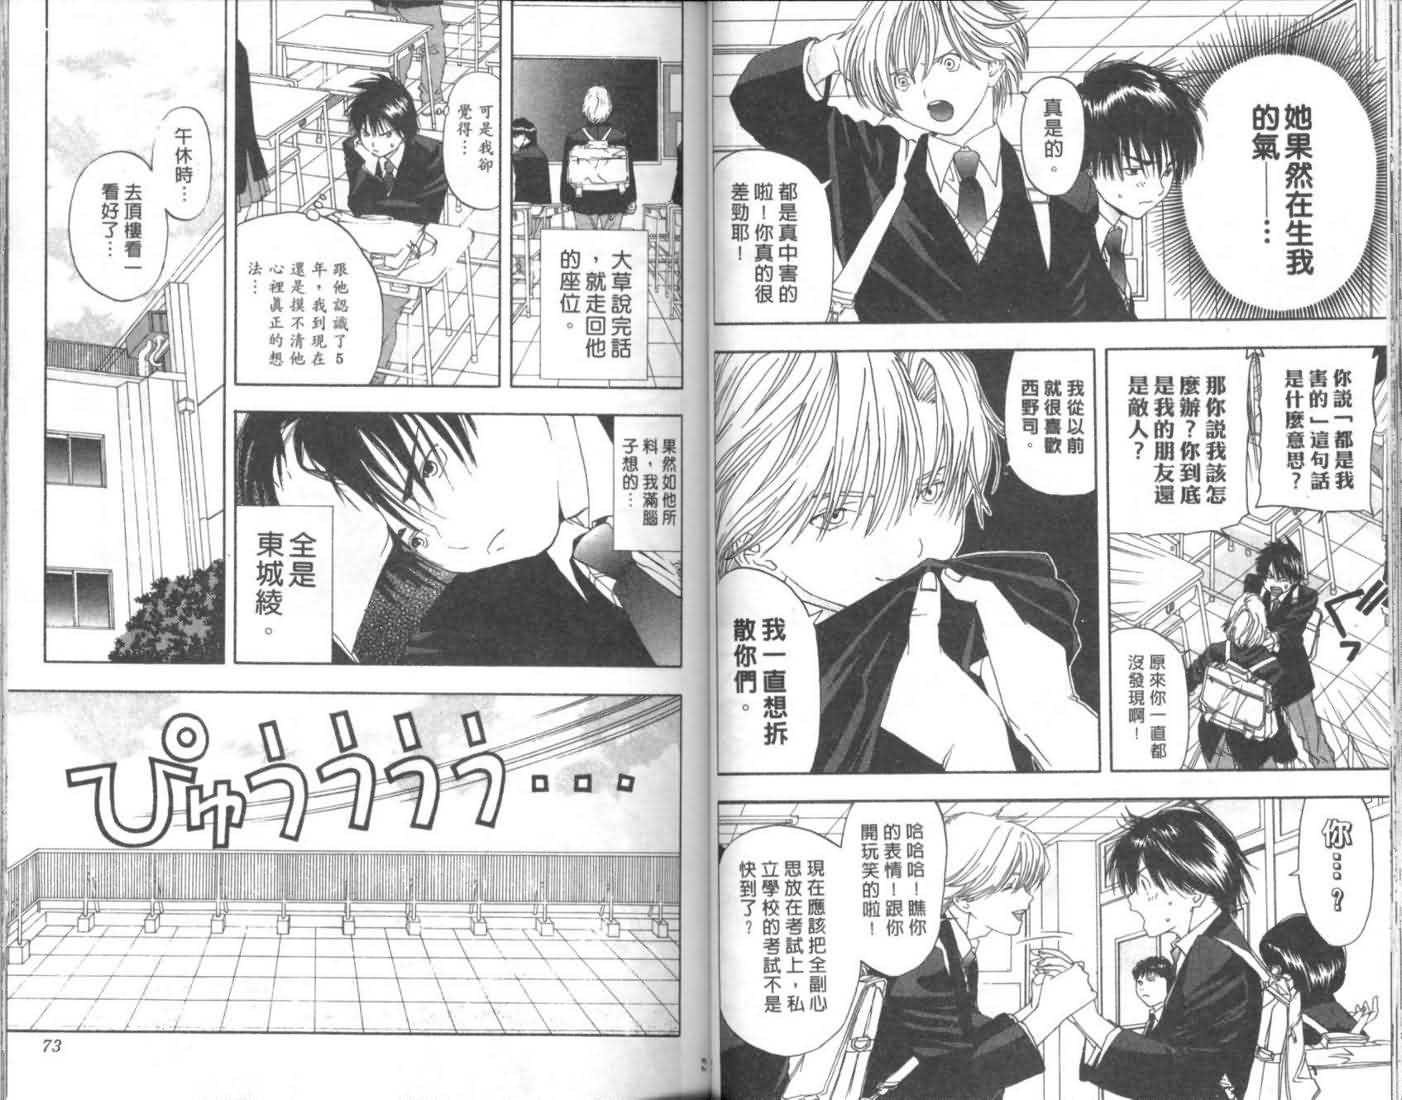 她果然在生我
的氣——…
真是的。
都是真中害的
啦！你真的很
差勁耶！
你說「都是我
害的」這句話
是什麼意思？
那你說我該怎
麼辦？你到底
是我的朋友還
是敵人？
原來你一直都
沒發現啊！
我從以前
就很喜歡
西野司。
我一直想拆
散你們。
你…？
哈哈哈！瞧你
的表情！跟你
開玩笑的啦！
現在應該把全副心
思放在考試上，私
立學校的考試不是
快到了？
大草說完話
，就走回他
的座位。
可是我卻
覺得…
跟他認識了5
年，我到現在
還是摸不清他
心裡真正的想
法…
果然如他所
料，我滿腦
子想的…
全是
東城綾。
午休時…
去頂樓看一
看好了…
ぴゅうううう…
73